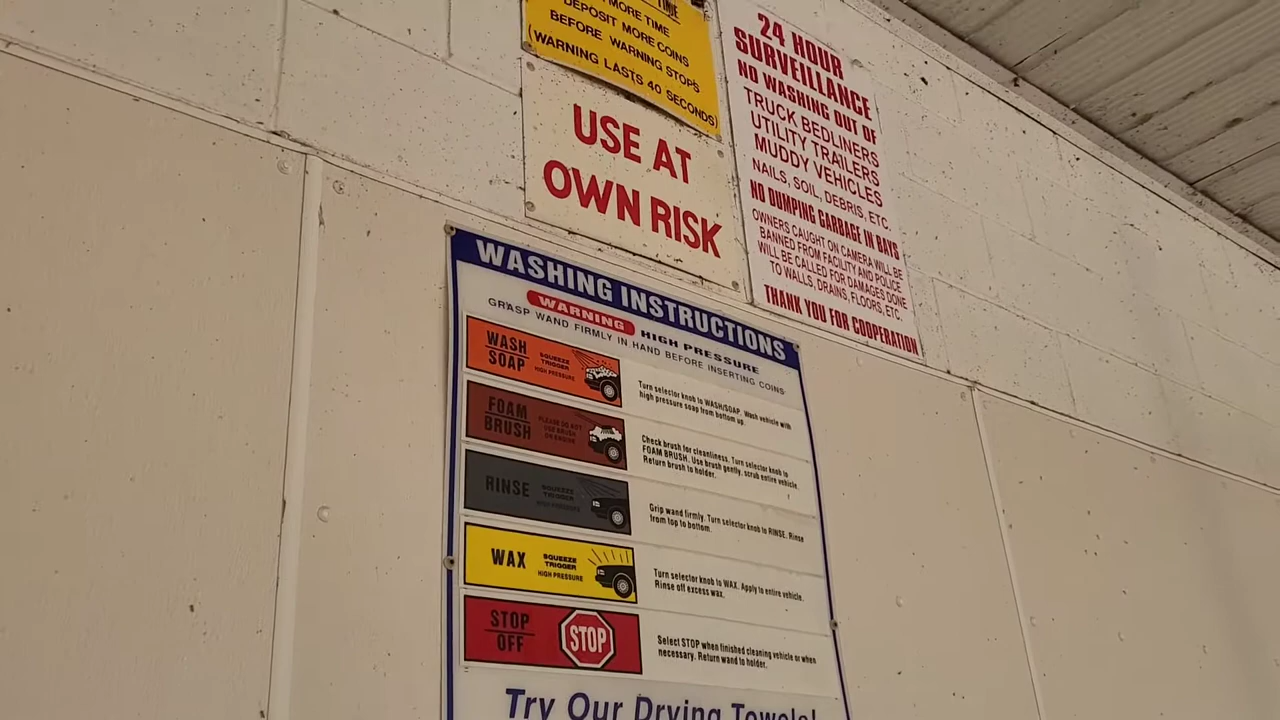 TIME
MORE TIME
DEPOSIT MORE COINS
BEFORE WARNING STOPS
(WARNING LASTS 40 SECONDS)
USE AT
OWN RISK
24 HOUR
SURVEILLANCE
NO WASHING OUT OF
TRUCK BEDLINERS
UTILITY TRAILERS
MUDDY VEHICLES
NAILS, SOIL, DEBRIS, ETC.
NO DUMPING GARBAGE IN BAYS
OWNERS CAUGHT ON CAMERA WILL BE
BANNED FROM FACILITY AND POLICE
WILL BE CALLED FOR DAMAGES DONE
TO WALLS, DRAINS, FLOORS, ETC.
THANK YOU FOR COOPERATION
WASHING INSTRUCTIONS
WARNING HIGH PRESSURE
GRASP WAND FIRMLY IN HAND BEFORE INSERTING COINS
WASH
SOAP
SQUEEZE
TRIGGER
HIGH PRESSURE
Turn selector knob to WASH/SOAP. Wash vehicle with
high pressure soap from bottom up.
FOAM
BRUSH
PLEASE DO NOT
USE BRUSH
ON ENGINE
Check brush for cleanliness. Turn selector knob to
FOAM BRUSH. Use brush gently, scrub entire vehicle.
Return brush to holder.
RINSE
SQUEEZE
TRIGGER
HIGH PRESSURE
Grip wand firmly. Turn selector knob to RINSE. Rinse
from top to bottom.
WAX
SQUEEZE
TRIGGER
HIGH PRESSURE
Turn selector knob to WAX. Apply to entire vehicle.
Rinse off excess wax.
STOP
OFF
STOP
Select STOP when finished cleaning vehicle or when
necessary. Return wand to holder.
Try Our Drying Towels!